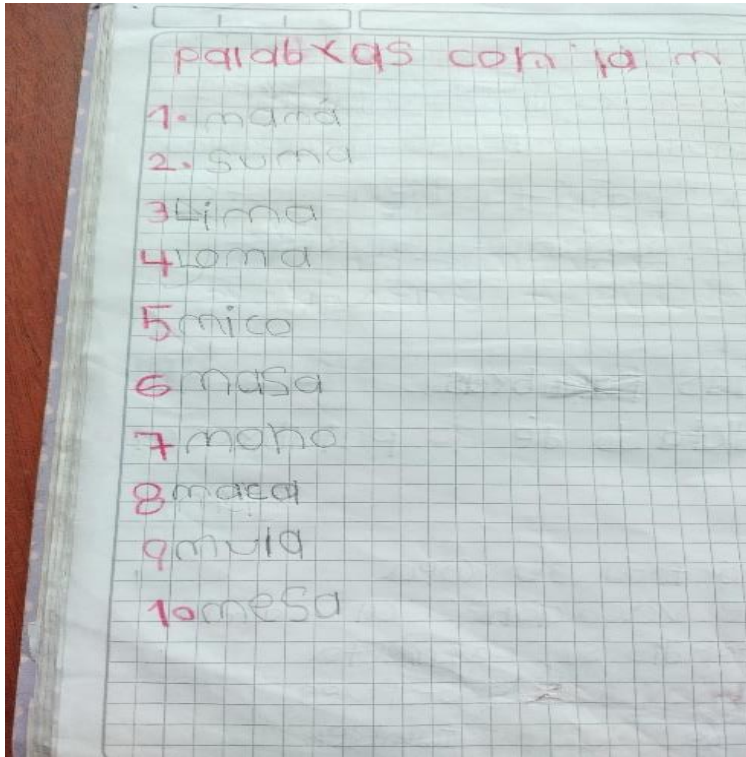 palabras con la m
1. mamá
2. suma
3 Lima
4 Loma
5 mico
6 masa
7 mono
8 maca
9 mula
10 mesa